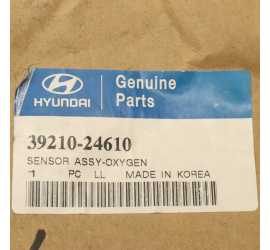 HYUNDAI
Genuine
Parts
39210-24610
SENSOR ASSY-OXYGEN
1 PC LL MADE IN KOREA